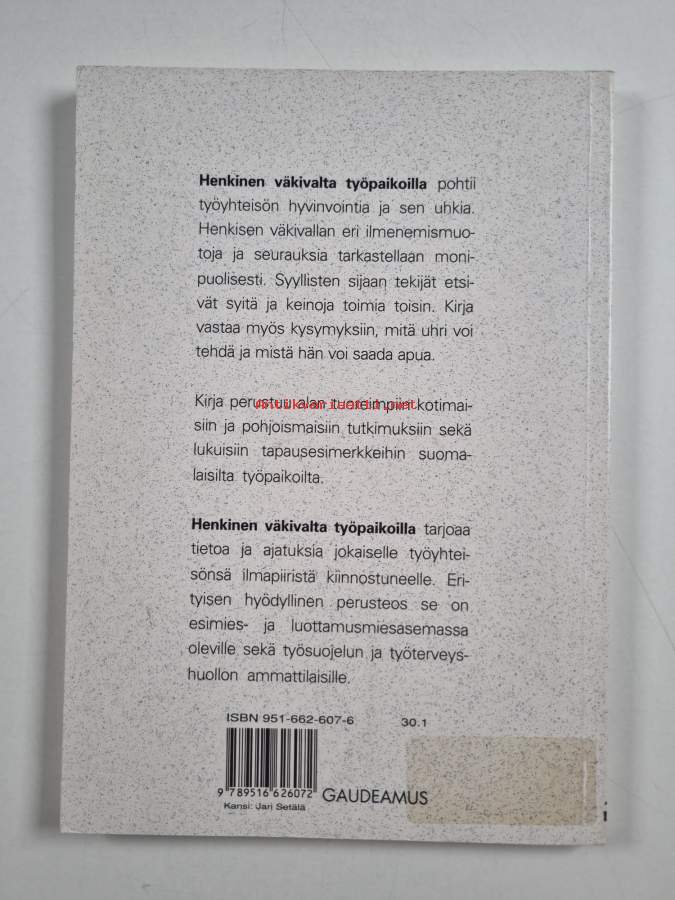 Henkinen väkivalta työpaikoilla pohtii
työyhteisön hyvinvointia ja sen uhkia.
Henkisen väkivallan eri ilmenemismuo-
toja ja seurauksia tarkastellaan moni-
puolisesti. Syyllisten sijaan tekijät etsi-
vät syitä ja keinoja toimia toisin. Kirja
vastaa myös kysymyksiin, mitä uhri voi
tehdä ja mistä hän voi saada apua.
Kirja perustuu alan tuoreimpiin kotimai-
siin ja pohjoismaisiin tutkimuksiin sekä
lukuisiin tapausesimerkkeihin suoma-
laisilta työpaikoilta.
Henkinen väkivalta työpaikoilla tarjoaa
tietoa ja ajatuksia jokaiselle työyhtei-
sönsä ilmapiiristä kiinnostuneelle. Eri-
tyisen hyödyllinen perusteos se on
esimies- ja luottamusmiesasemassa
oleville sekä työsuojelun ja työterveys-
huollon ammattilaisille.
ISBN 951-662-607-6 30.1
9 789516 626072
GAUDEAMUS
Kansi: Jari Setälä